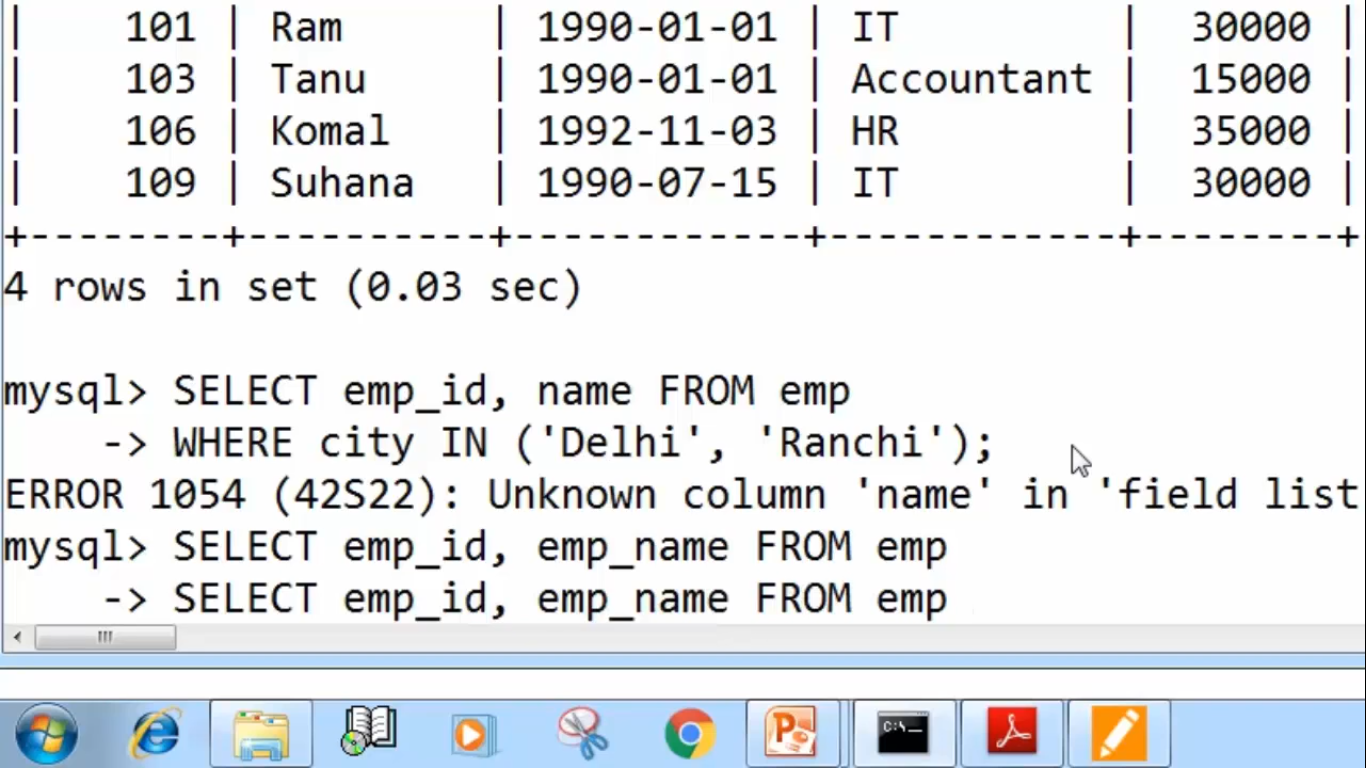 |     101 | Ram      | 1990-01-01 | IT         |  30000 |
|     103 | Tanu     | 1990-01-01 | Accountant |  15000 |
|     106 | Komal    | 1992-11-03 | HR         |  35000 |
|     109 | Suhana   | 1990-07-15 | IT         |  30000 |
+--------+----------+------------+------------+--------+
4 rows in set (0.03 sec)
mysql> SELECT emp_id, name FROM emp
    -> WHERE city IN ('Delhi', 'Ranchi');
ERROR 1054 (42S22): Unknown column 'name' in 'field list
mysql> SELECT emp_id, emp_name FROM emp
    -> SELECT emp_id, emp_name FROM emp
C:\_